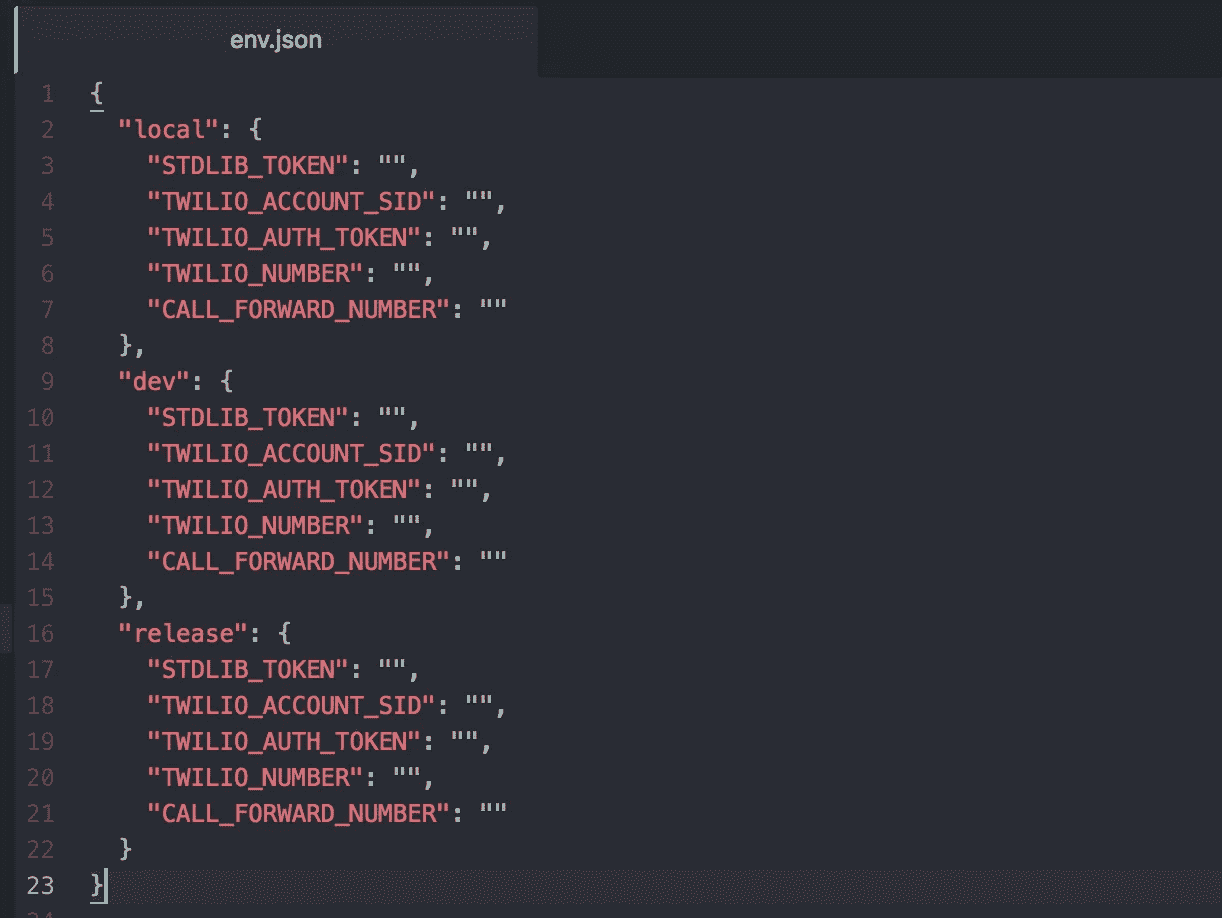 env.json
1 {
2   "local": {
3     "STDLIB_TOKEN": "",
4     "TWILIO_ACCOUNT_SID": "",
5     "TWILIO_AUTH_TOKEN": "",
6     "TWILIO_NUMBER": "",
7     "CALL_FORWARD_NUMBER": ""
8   },
9   "dev": {
10     "STDLIB_TOKEN": "",
11     "TWILIO_ACCOUNT_SID": "",
12     "TWILIO_AUTH_TOKEN": "",
13     "TWILIO_NUMBER": "",
14     "CALL_FORWARD_NUMBER": ""
15   },
16   "release": {
17     "STDLIB_TOKEN": "",
18     "TWILIO_ACCOUNT_SID": "",
19     "TWILIO_AUTH_TOKEN": "",
20     "TWILIO_NUMBER": "",
21     "CALL_FORWARD_NUMBER": ""
22   }
23 }